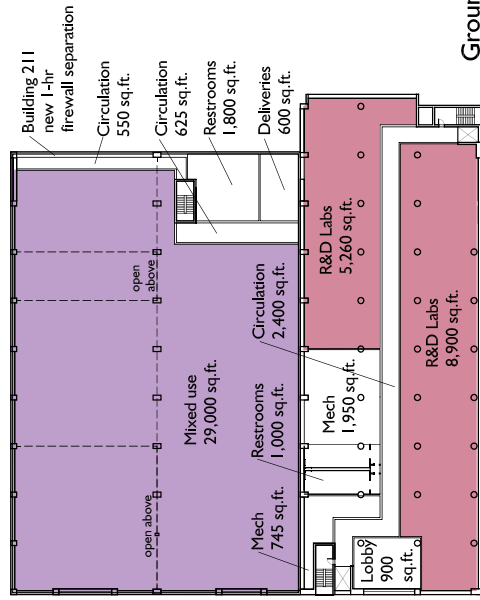 Building 211
new 1-hr
firewall separation
Circulation
550 sq.ft.
Circulation
625 sq.ft.
Restrooms
1,800 sq.ft.
Deliveries
600 sq.ft.
open
above
open above
Mixed use
29,000 sq.ft.
R&D Labs
5,260 sq.ft.
Circulation
2,400 sq.ft.
Mech
1,950 sq.ft.
Restrooms
1,000 sq.ft.
Mech
745 sq.ft.
R&D Labs
8,900 sq.ft.
Lobby
900
sq.ft.
Groun